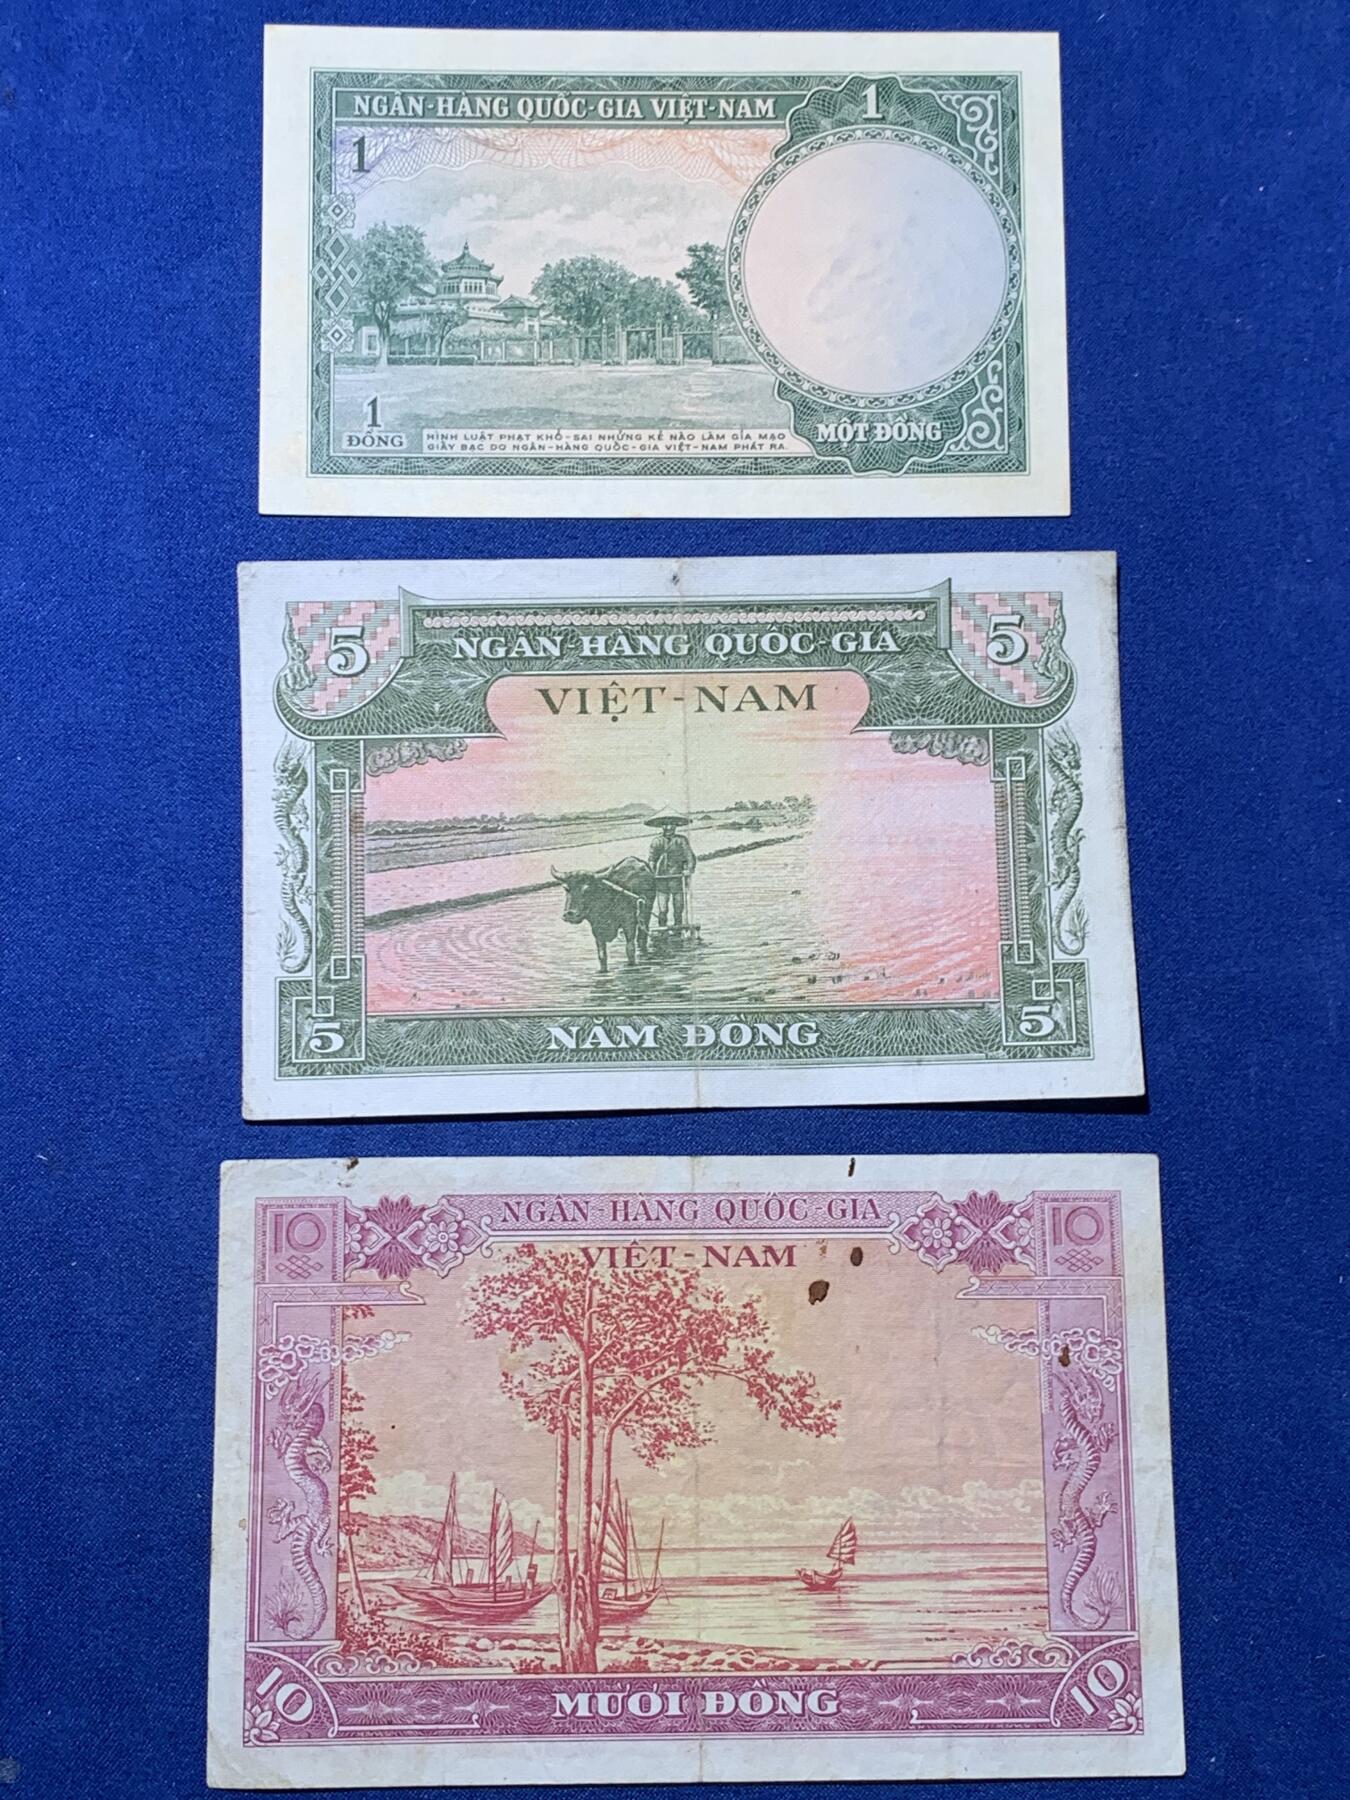 NGÂN-HÀNG QUỐC-GIA VIỆT-NAM
1
1
1
ĐỒNG
HÌNH LUẬT PHẠT KHỔ-SAI NHỮNG KẺ NÀO LÀM GIẢ MẠO
GIẤY BẠC DO NGÂN-HÀNG QUỐC-GIA VIỆT-NAM PHÁT RA.
MỘT ĐỒNG
5
NGÂN-HÀNG QUỐC-GIA
5
VIỆT-NAM
5
NĂM ĐỒNG
5
10
NGÂN-HÀNG QUỐC-GIA
10
VIỆT-NAM
10
MƯỜI ĐỒNG
10